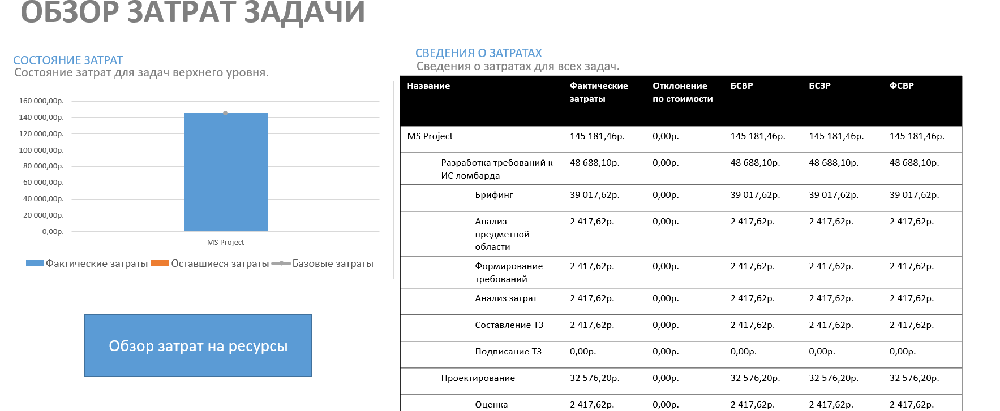 ОБЗОР ЗАТРАТ ЗАДАЧИ
СОСТОЯНИЕ ЗАТРАТ
Состояние затрат для задач верхнего уровня.
160 000,00р.
140 000,00р.
120 000,00р.
100 000,00р.
80 000,00р.
60 000,00р.
40 000,00р.
20 000,00р.
0,00р.
MS Project
Фактические затраты Оставшиеся затраты Базовые затраты
Обзор затрат на ресурсы
СВЕДЕНИЯ О ЗАТРАТАХ
Сведения о затратах для всех задач.
Название Фактические Отклонение БСВР БСЗР ФСВР
затраты по стоимости
MS Project 145 181,46р. 0,00р. 145 181,46р. 145 181,46р. 145 181,46р.
Разработка требований к 48 688,10р. 0,00р. 48 688,10р. 48 688,10р. 48 688,10р.
ИС ломбарда
Брифинг 39 017,62р. 0,00р. 39 017,62р. 39 017,62р. 39 017,62р.
Анализ 2 417,62р. 0,00р. 2 417,62р. 2 417,62р. 2 417,62р.
предметной
области
Формирование 2 417,62р. 0,00р. 2 417,62р. 2 417,62р. 2 417,62р.
требований
Анализ затрат 2 417,62р. 0,00р. 2 417,62р. 2 417,62р. 2 417,62р.
Составление ТЗ 2 417,62р. 0,00р. 2 417,62р. 2 417,62р. 2 417,62р.
Подписание ТЗ 0,00р. 0,00р. 0,00р. 0,00р. 0,00р.
Проектирование 32 576,20р. 0,00р. 32 576,20р. 32 576,20р. 32 576,20р.
Оценка 2 417,62р. 0,00р. 2 417,62р. 2 417,62р. 2 417,62р.